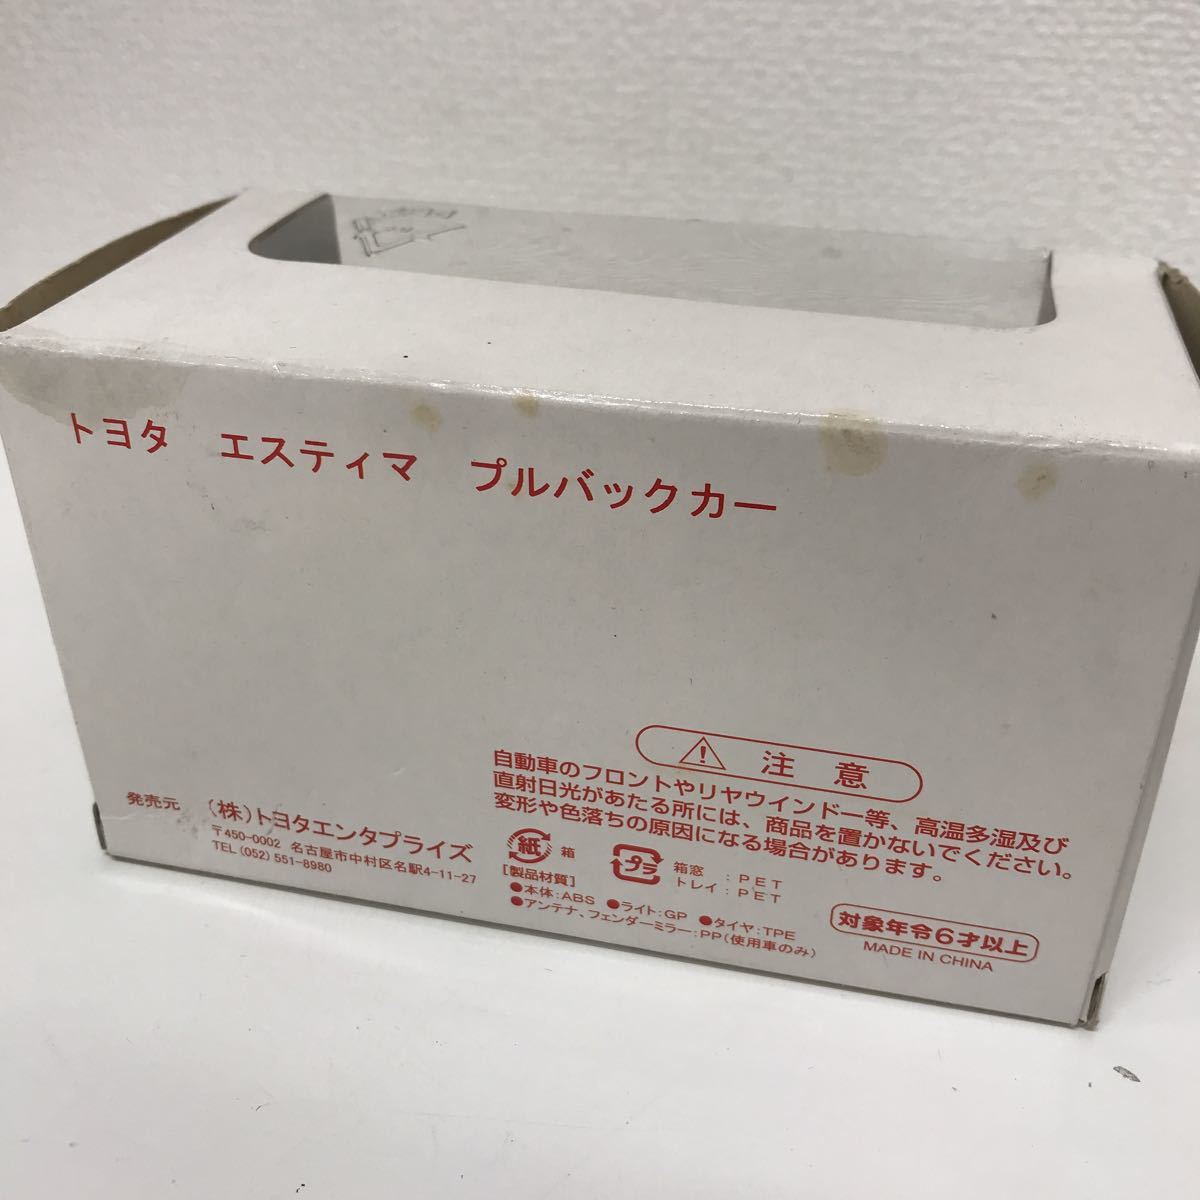 トヨタ エスティマ プルバックカー
⚠ 注意
自動車のフロントやリヤウインドー等、高温多湿及び
直射日光があたる所には、商品を置かないでください。
変形や色落ちの原因になる場合があります。
発売元 (株)トヨタエンタプライズ
〒450-0002 名古屋市中村区名駅4-11-27
TEL (052) 551-8980
紙 箱
プラ 箱窓 : PET
トレイ : PET
[製品材質]
●本体:ABS ●ライト:GP ●タイヤ:TPE
●アンテナ、フェンダーミラー:PP(使用車のみ)
対象年令6才以上
MADE IN CHINA